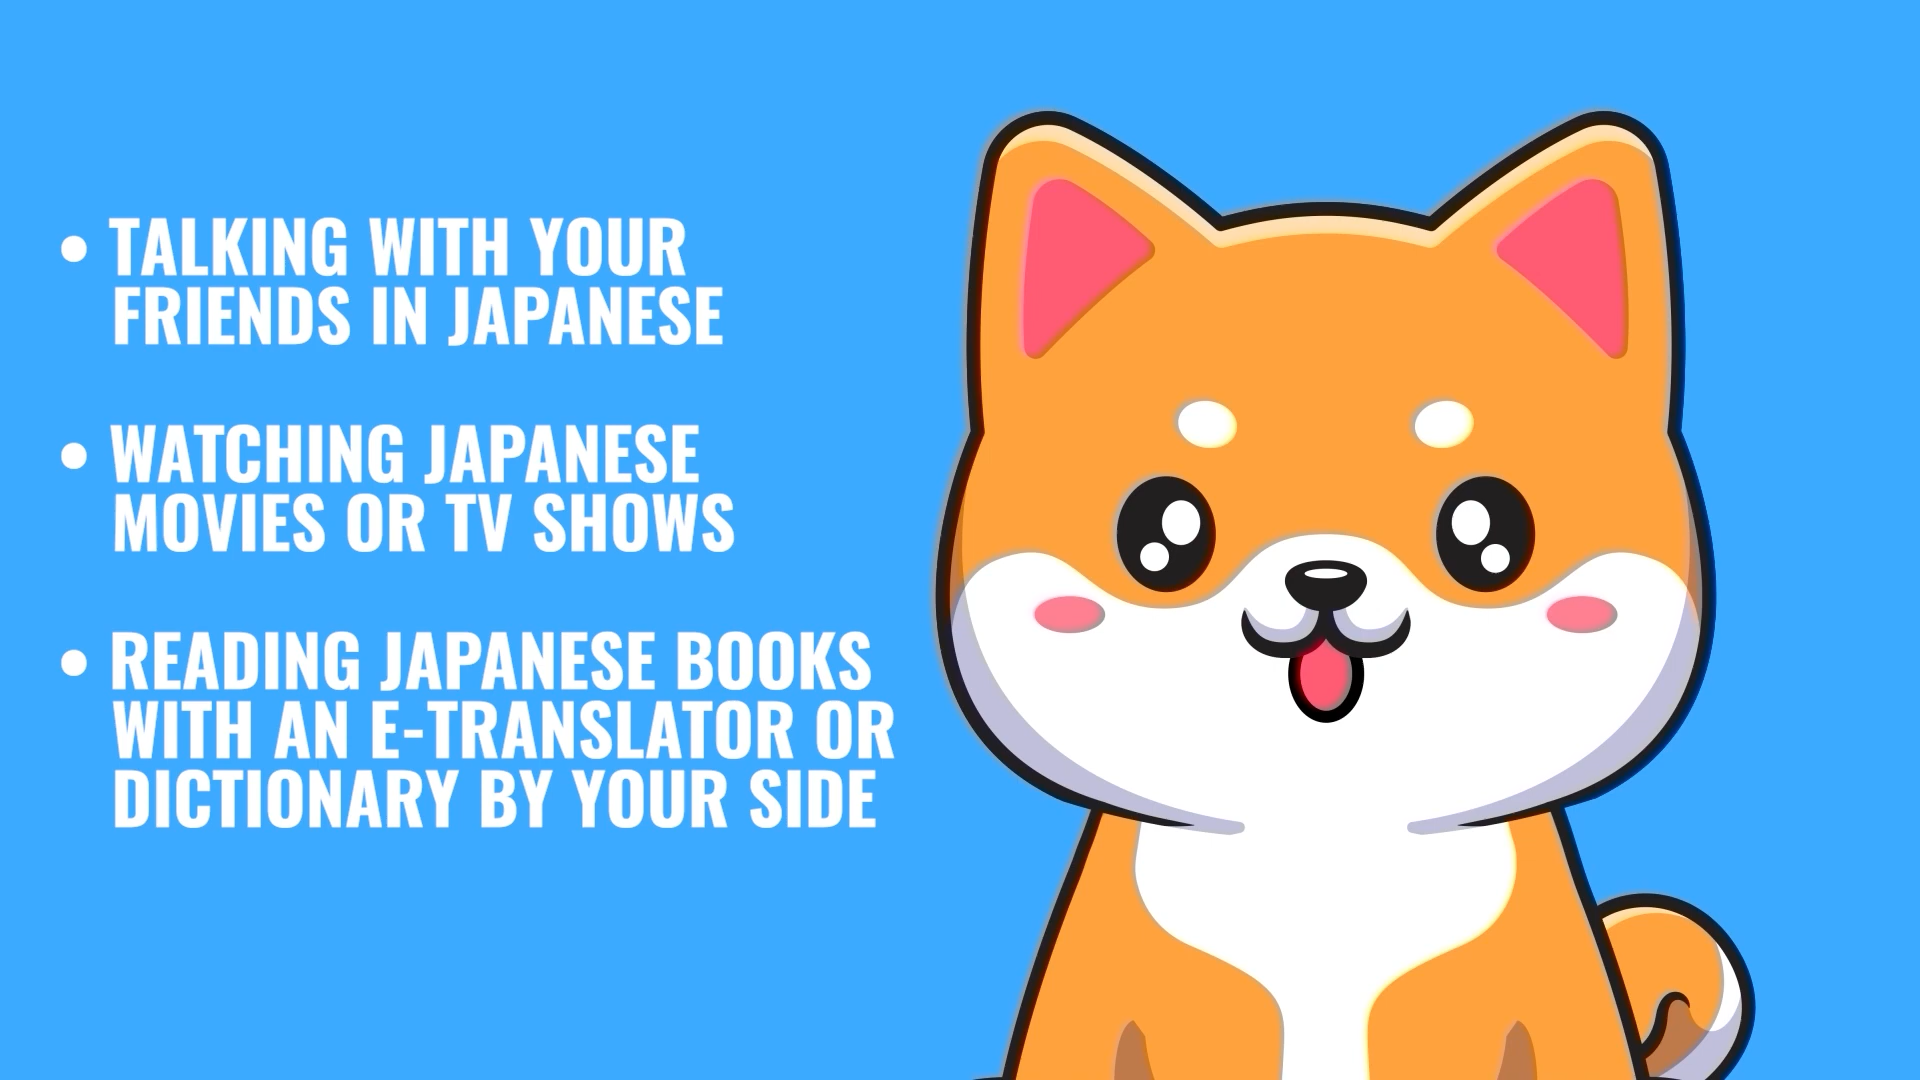 • TALKING WITH YOUR
FRIENDS IN JAPANESE
• WATCHING JAPANESE
MOVIES OR TV SHOWS
• READING JAPANESE BOOKS
WITH AN E-TRANSLATOR OR
DICTIONARY BY YOUR SIDE